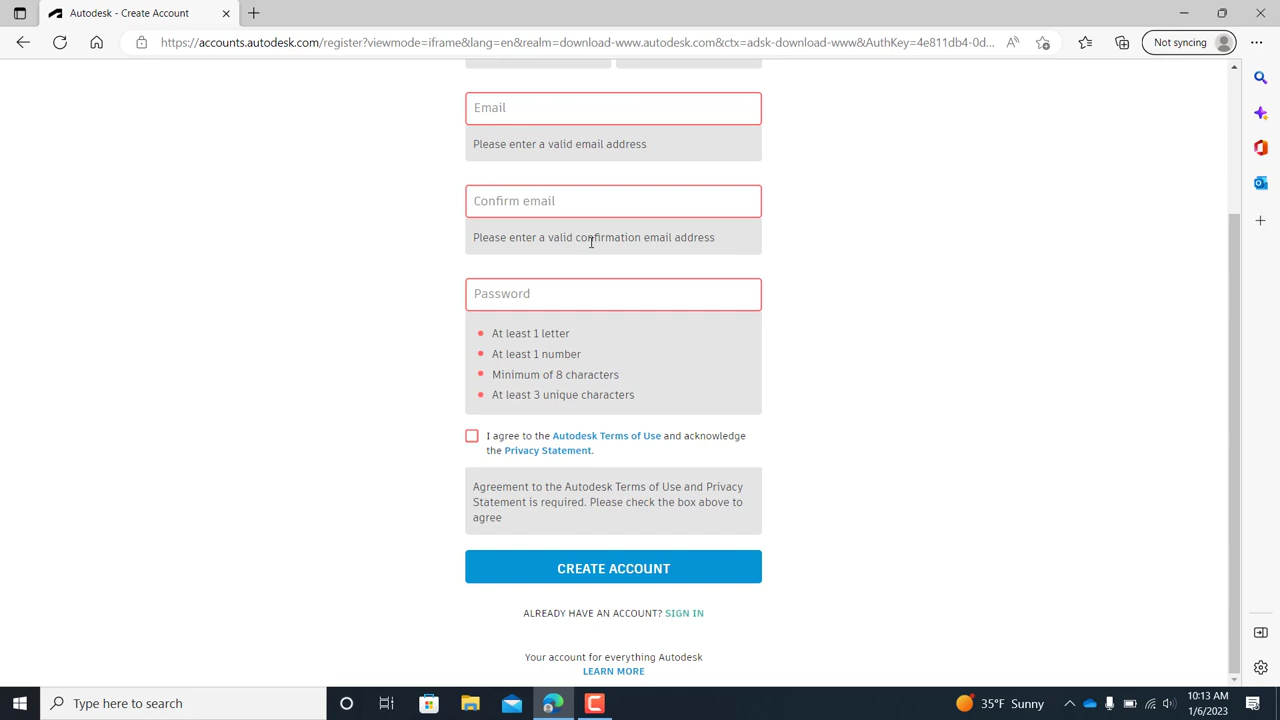 Autodesk - Create Account
https://accounts.autodesk.com/register?viewmode=iframe&lang=en&realm=download-www.autodesk.com&ctx=adsk-download-www&AuthKey=4e811db4-0d...
Not syncing
Email
Please enter a valid email address
Confirm email
Please enter a valid confirmation email address
Password
At least 1 letter
At least 1 number
Minimum of 8 characters
At least 3 unique characters
I agree to the Autodesk Terms of Use and acknowledge
the Privacy Statement.
Agreement to the Autodesk Terms of Use and Privacy
Statement is required. Please check the box above to
agree
CREATE ACCOUNT
ALREADY HAVE AN ACCOUNT? SIGN IN
Your account for everything Autodesk
LEARN MORE
Type here to search
35°F Sunny
10:13 AM
1/6/2023